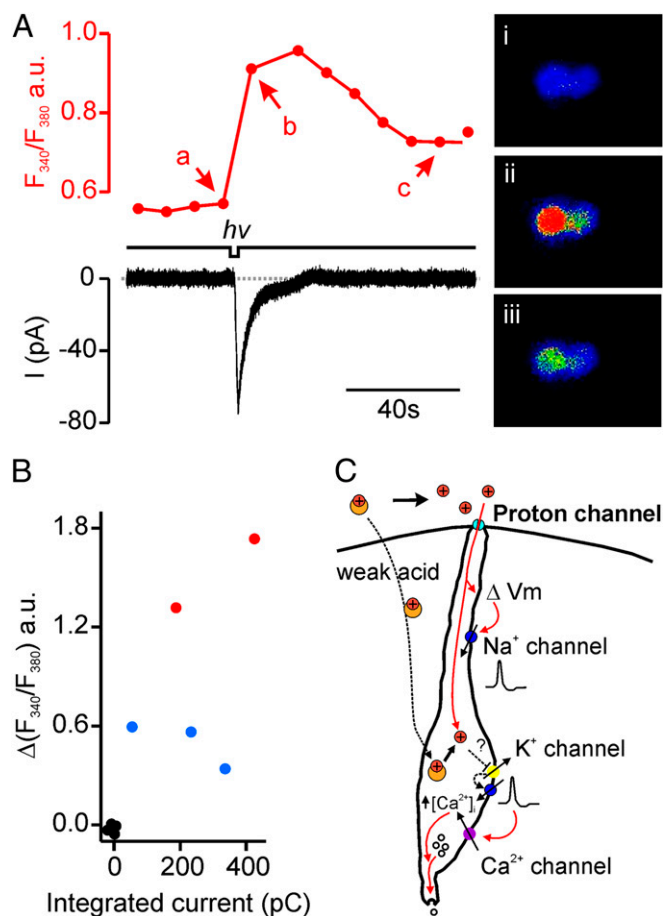 A
F340/F380 a.u.
1.0
0.8
0.6
a
b
c
hν
I (pA)
0
-40
-80
40s
i
ii
iii
B
Δ(F340/F380) a.u.
1.8
1.2
0.6
0.0
0
200
400
Integrated current (pC)
C
+ + + +
Proton channel
weak acid
+
Δ Vm
Na+ channel
+
?
K+ channel
+
[Ca2+]i
Ca2+ channel